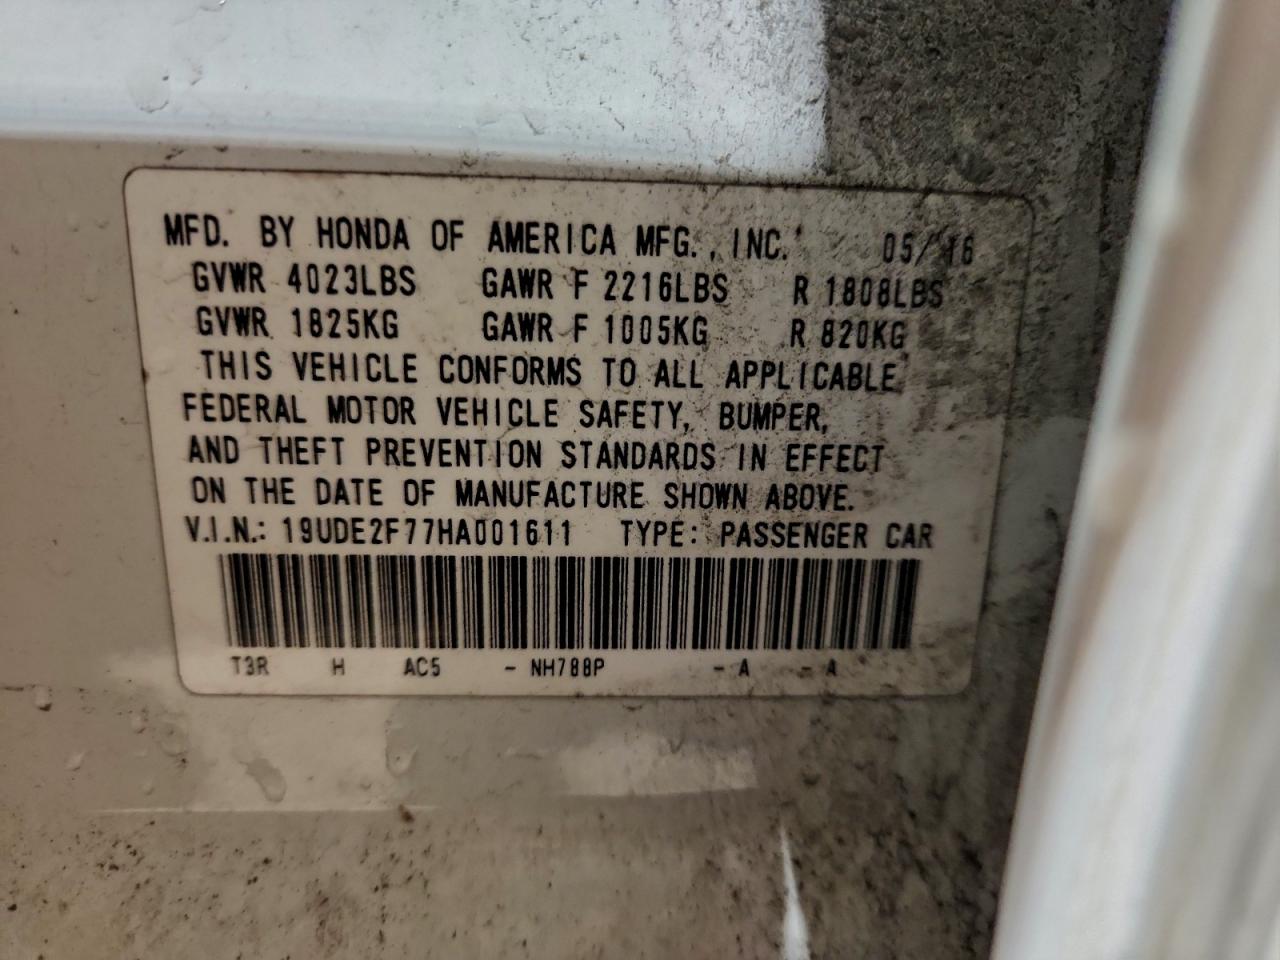 MFD. BY HONDA OF AMERICA MFG., INC. 05/16
GVWR 4023LBS GAWR F 2216LBS R 1808LBS
GVWR 1825KG GAWR F 1005KG R 820KG
THIS VEHICLE CONFORMS TO ALL APPLICABLE
FEDERAL MOTOR VEHICLE SAFETY, BUMPER,
AND THEFT PREVENTION STANDARDS IN EFFECT
ON THE DATE OF MANUFACTURE SHOWN ABOVE.
V.I.N.: 19UDE2F77HA001611 TYPE: PASSENGER CAR
T3R H AC5 - NH788P - A - A